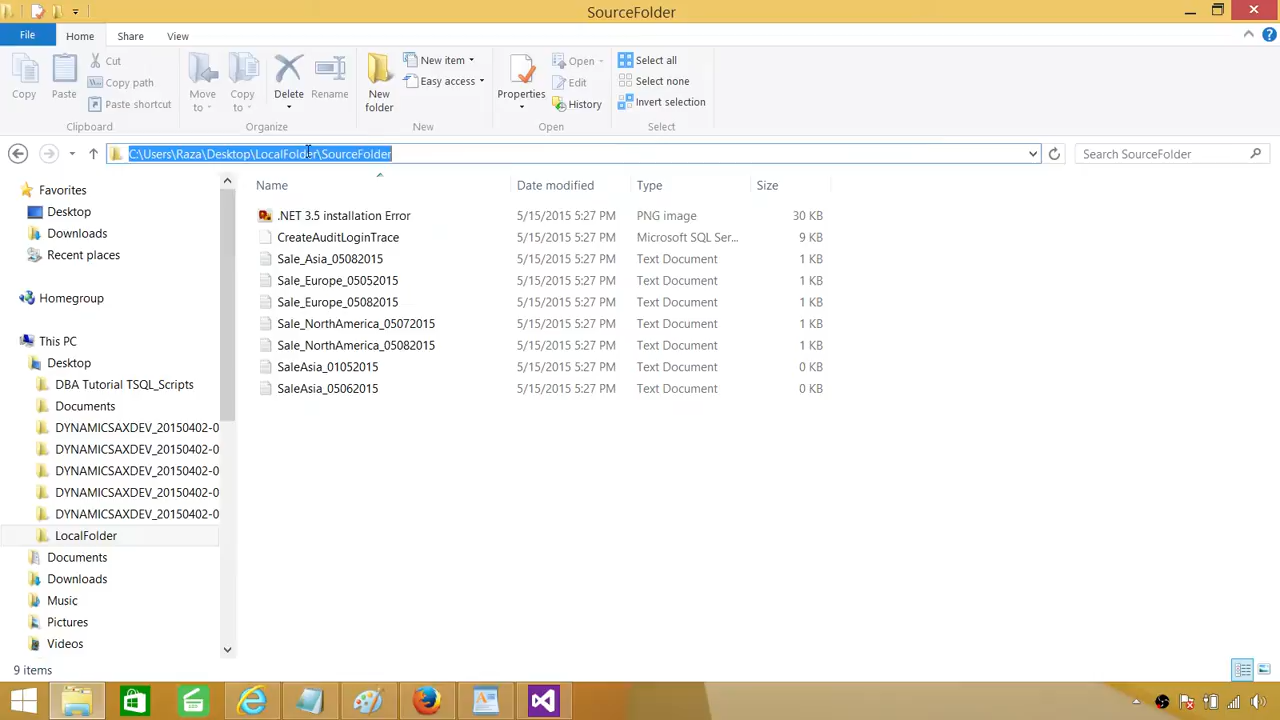 SourceFolder
File Home Share View
Copy
Paste
Cut
Copy path
Paste shortcut
Clipboard
Move to
Copy to
Delete
Rename
Organize
New folder
New item
Easy access
New
Properties
Open
Edit
History
Open
Select all
Select none
Invert selection
Select
C:\Users\Raza\Desktop\LocalFolder\SourceFolder
Search SourceFolder
Favorites
Desktop
Downloads
Recent places
Homegroup
This PC
Desktop
DBA Tutorial TSQL_Scripts
Documents
DYNAMICSAXDEV_20150402-0
DYNAMICSAXDEV_20150402-0
DYNAMICSAXDEV_20150402-0
DYNAMICSAXDEV_20150402-0
DYNAMICSAXDEV_20150402-0
LocalFolder
Documents
Downloads
Music
Pictures
Videos
Name Date modified Type Size
.NET 3.5 installation Error 5/15/2015 5:27 PM PNG image 30 KB
CreateAuditLoginTrace 5/15/2015 5:27 PM Microsoft SQL Ser... 9 KB
Sale_Asia_05082015 5/15/2015 5:27 PM Text Document 1 KB
Sale_Europe_05052015 5/15/2015 5:27 PM Text Document 1 KB
Sale_Europe_05082015 5/15/2015 5:27 PM Text Document 1 KB
Sale_NorthAmerica_05072015 5/15/2015 5:27 PM Text Document 1 KB
Sale_NorthAmerica_05082015 5/15/2015 5:27 PM Text Document 1 KB
SaleAsia_01052015 5/15/2015 5:27 PM Text Document 0 KB
SaleAsia_05062015 5/15/2015 5:27 PM Text Document 0 KB
9 items